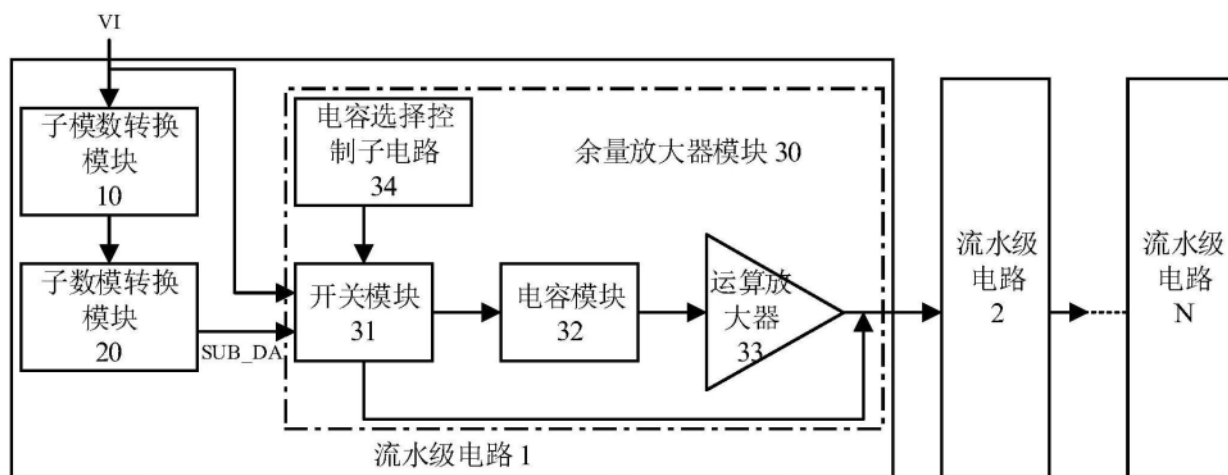 VI
子模数转换
模块
10
子数模转换
模块
20
SUB_DA
电容选择控
制子电路
34
余量放大器模块 30
开关模块
31
电容模块
32
运算放
大器
33
流水级电路 1
流水级
电路
2
流水级
电路
N